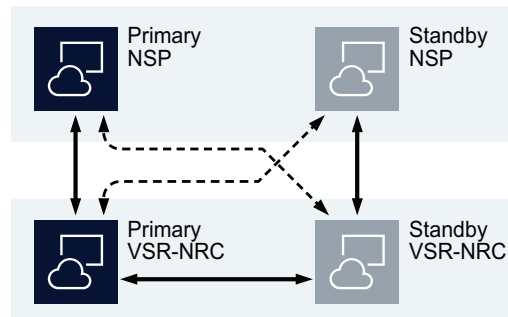 Primary
NSP
Standby
NSP
Primary
VSR-NRC
Standby
VSR-NRC